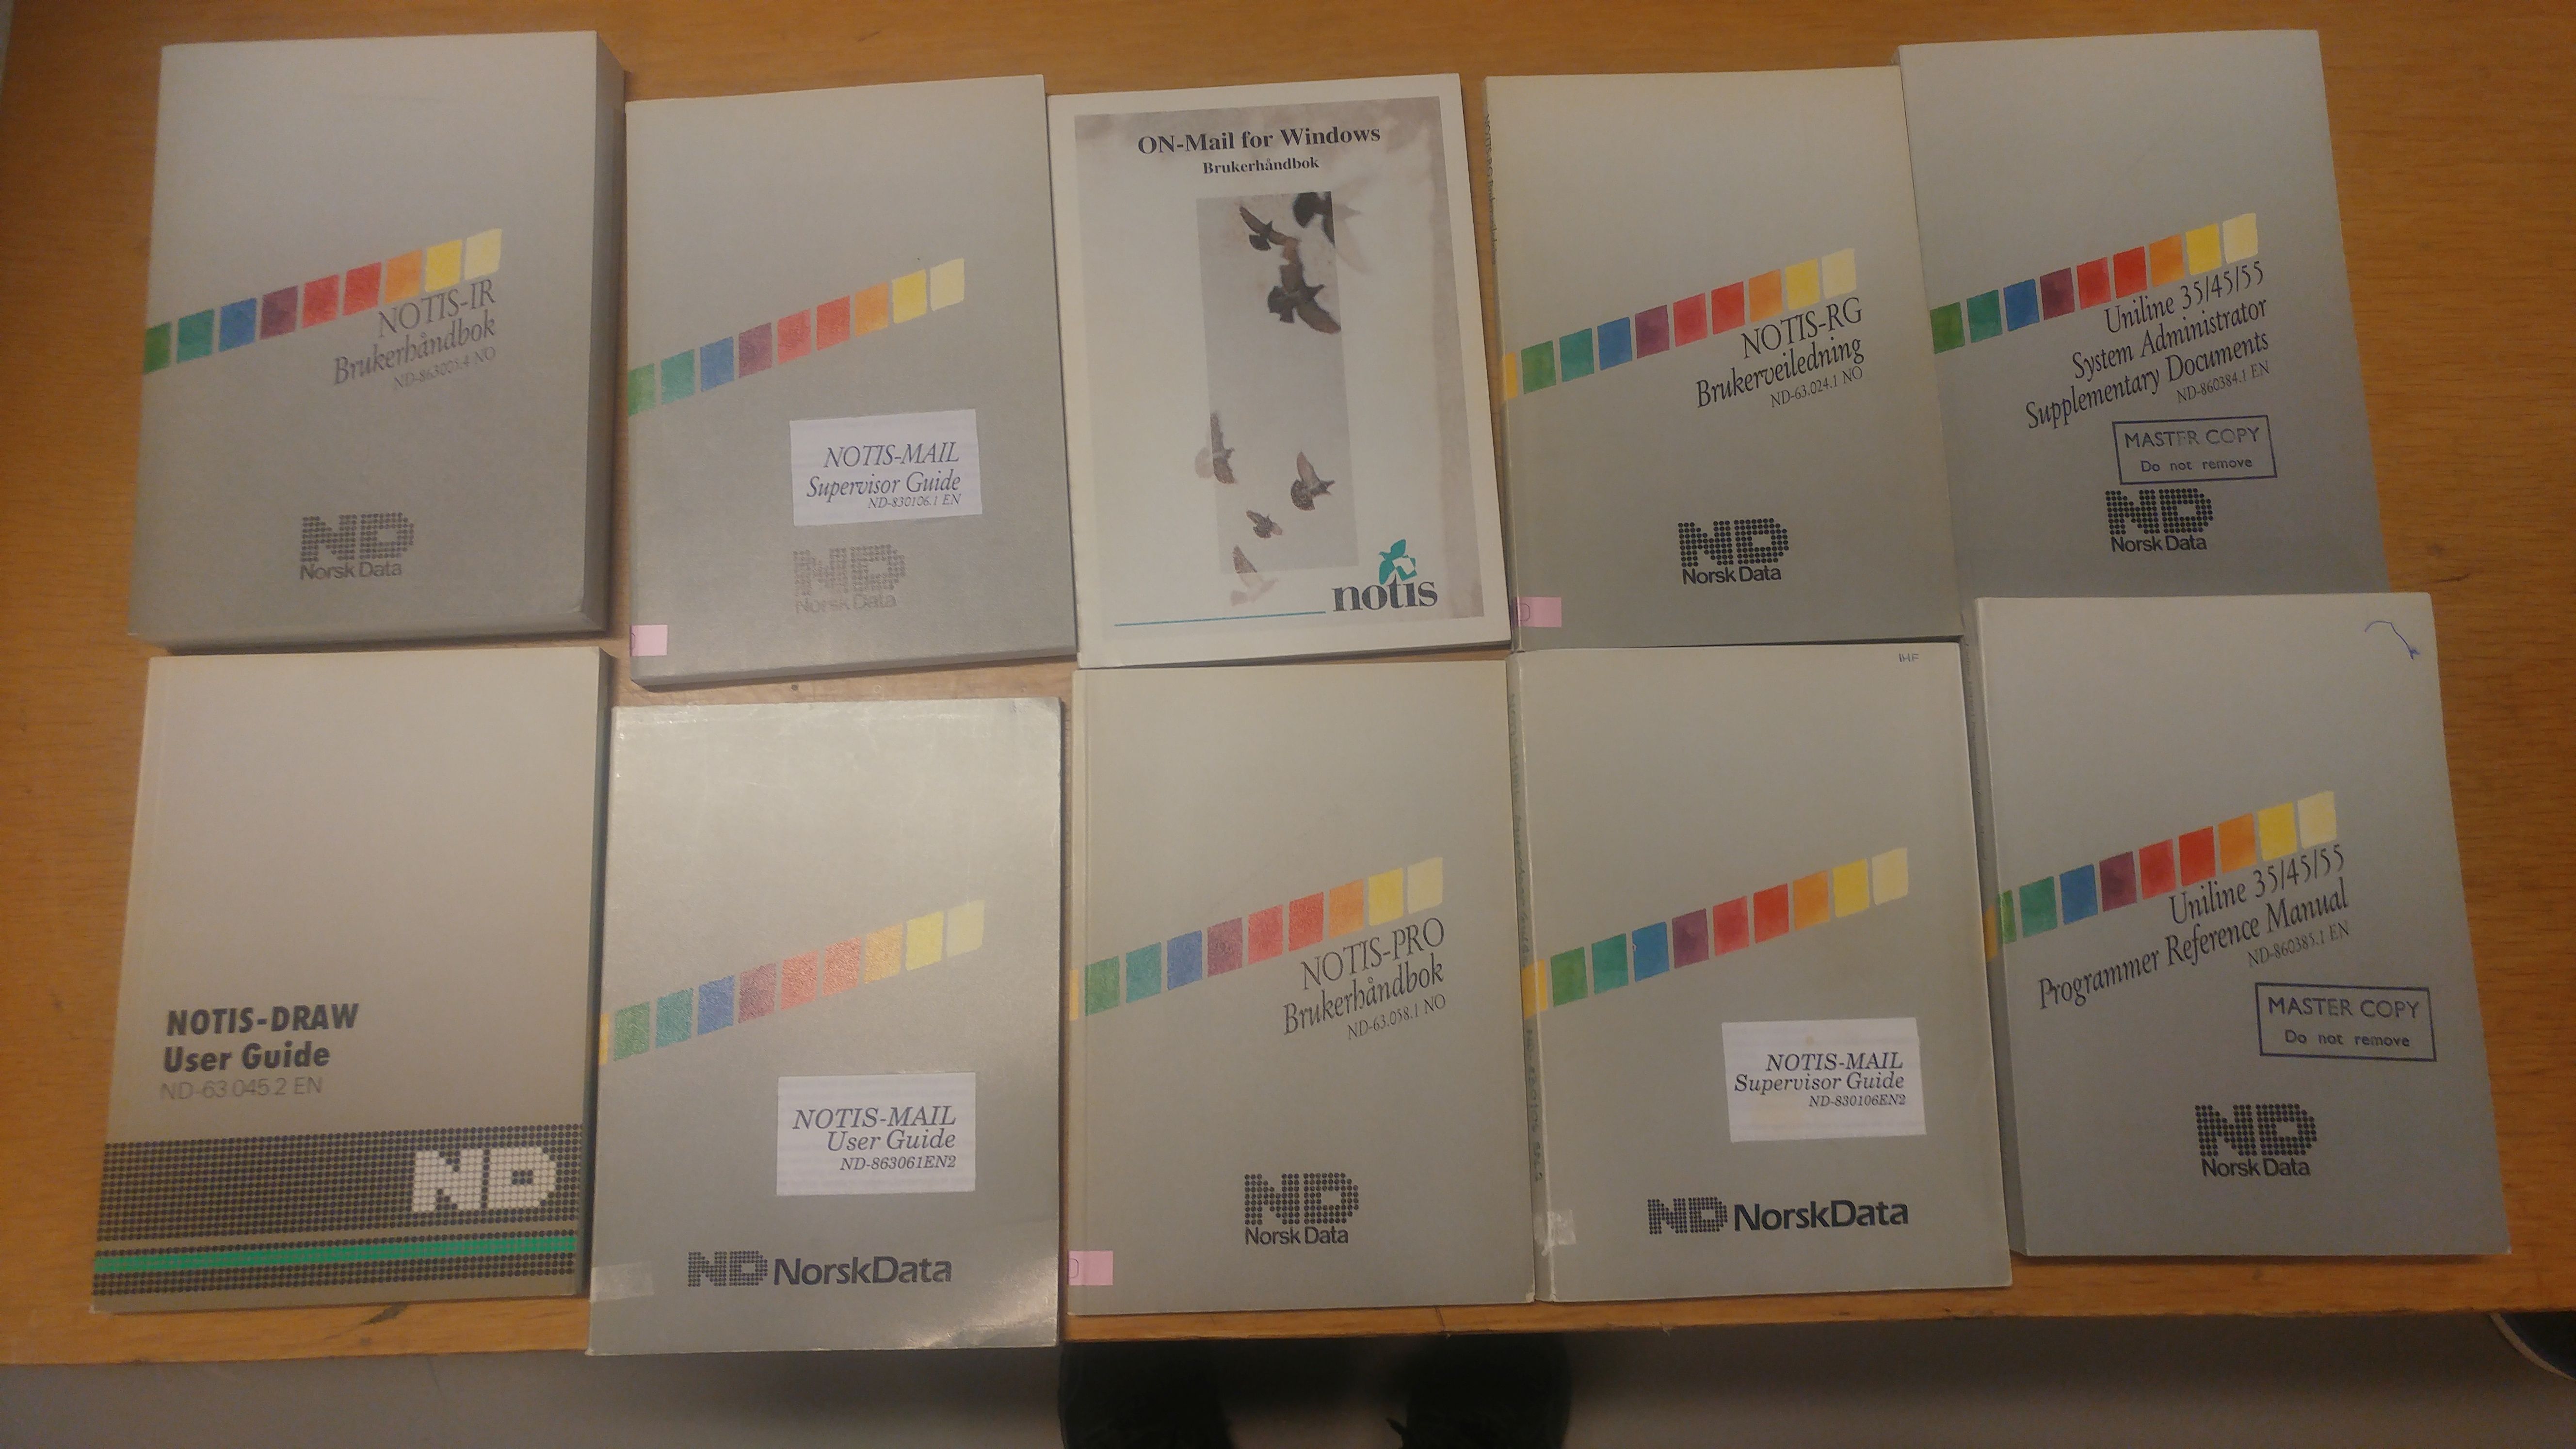 NOTIS-IR
Brukerhåndbok
ND
Norsk Data
NOTIS-MAIL
Supervisor Guide
ND-830106.1 EN
ND
Norsk Data
ON-Mail for Windows
Brukerhåndbok
notis
NOTIS-RG
Brukerveiledning
ND-63.024.1 NO
ND
Norsk Data
Uniline 35/45/55
System Administrator
Supplementary Documents
ND-860384.1 EN
MASTER COPY
Do not remove
ND
Norsk Data
NOTIS-DRAW
User Guide
ND-63.045.2 EN
ND
NOTIS-MAIL
User Guide
ND-863061EN2
ND NorskData
NOTIS-PRO
Brukerhåndbok
ND-63.058.1 NO
ND
Norsk Data
NOTIS-MAIL
Supervisor Guide
ND-830106EN2
ND NorskData
Uniline 35/45/55
Programmer Reference Manual
ND-860385.1 EN
MASTER COPY
Do not remove
ND
Norsk Data